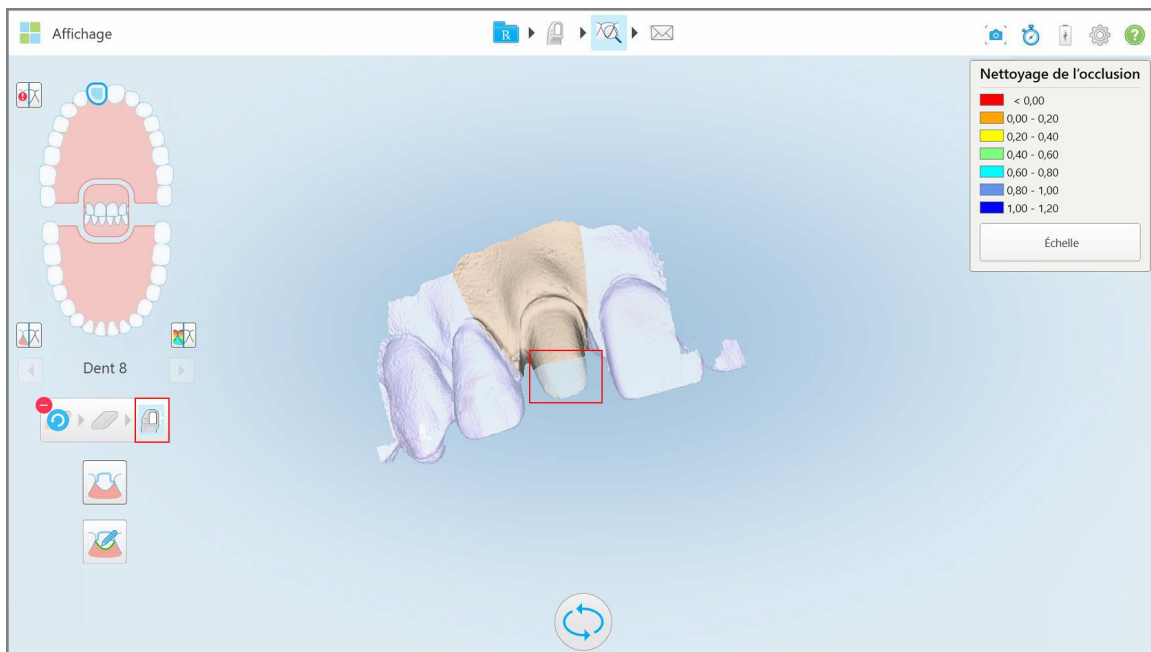 Affichage
R
?
Nettoyage de l'occlusion
< 0,00
0,00 - 0,20
0,20 - 0,40
0,40 - 0,60
0,60 - 0,80
0,80 - 1,00
1,00 - 1,20
Échelle
Dent 8